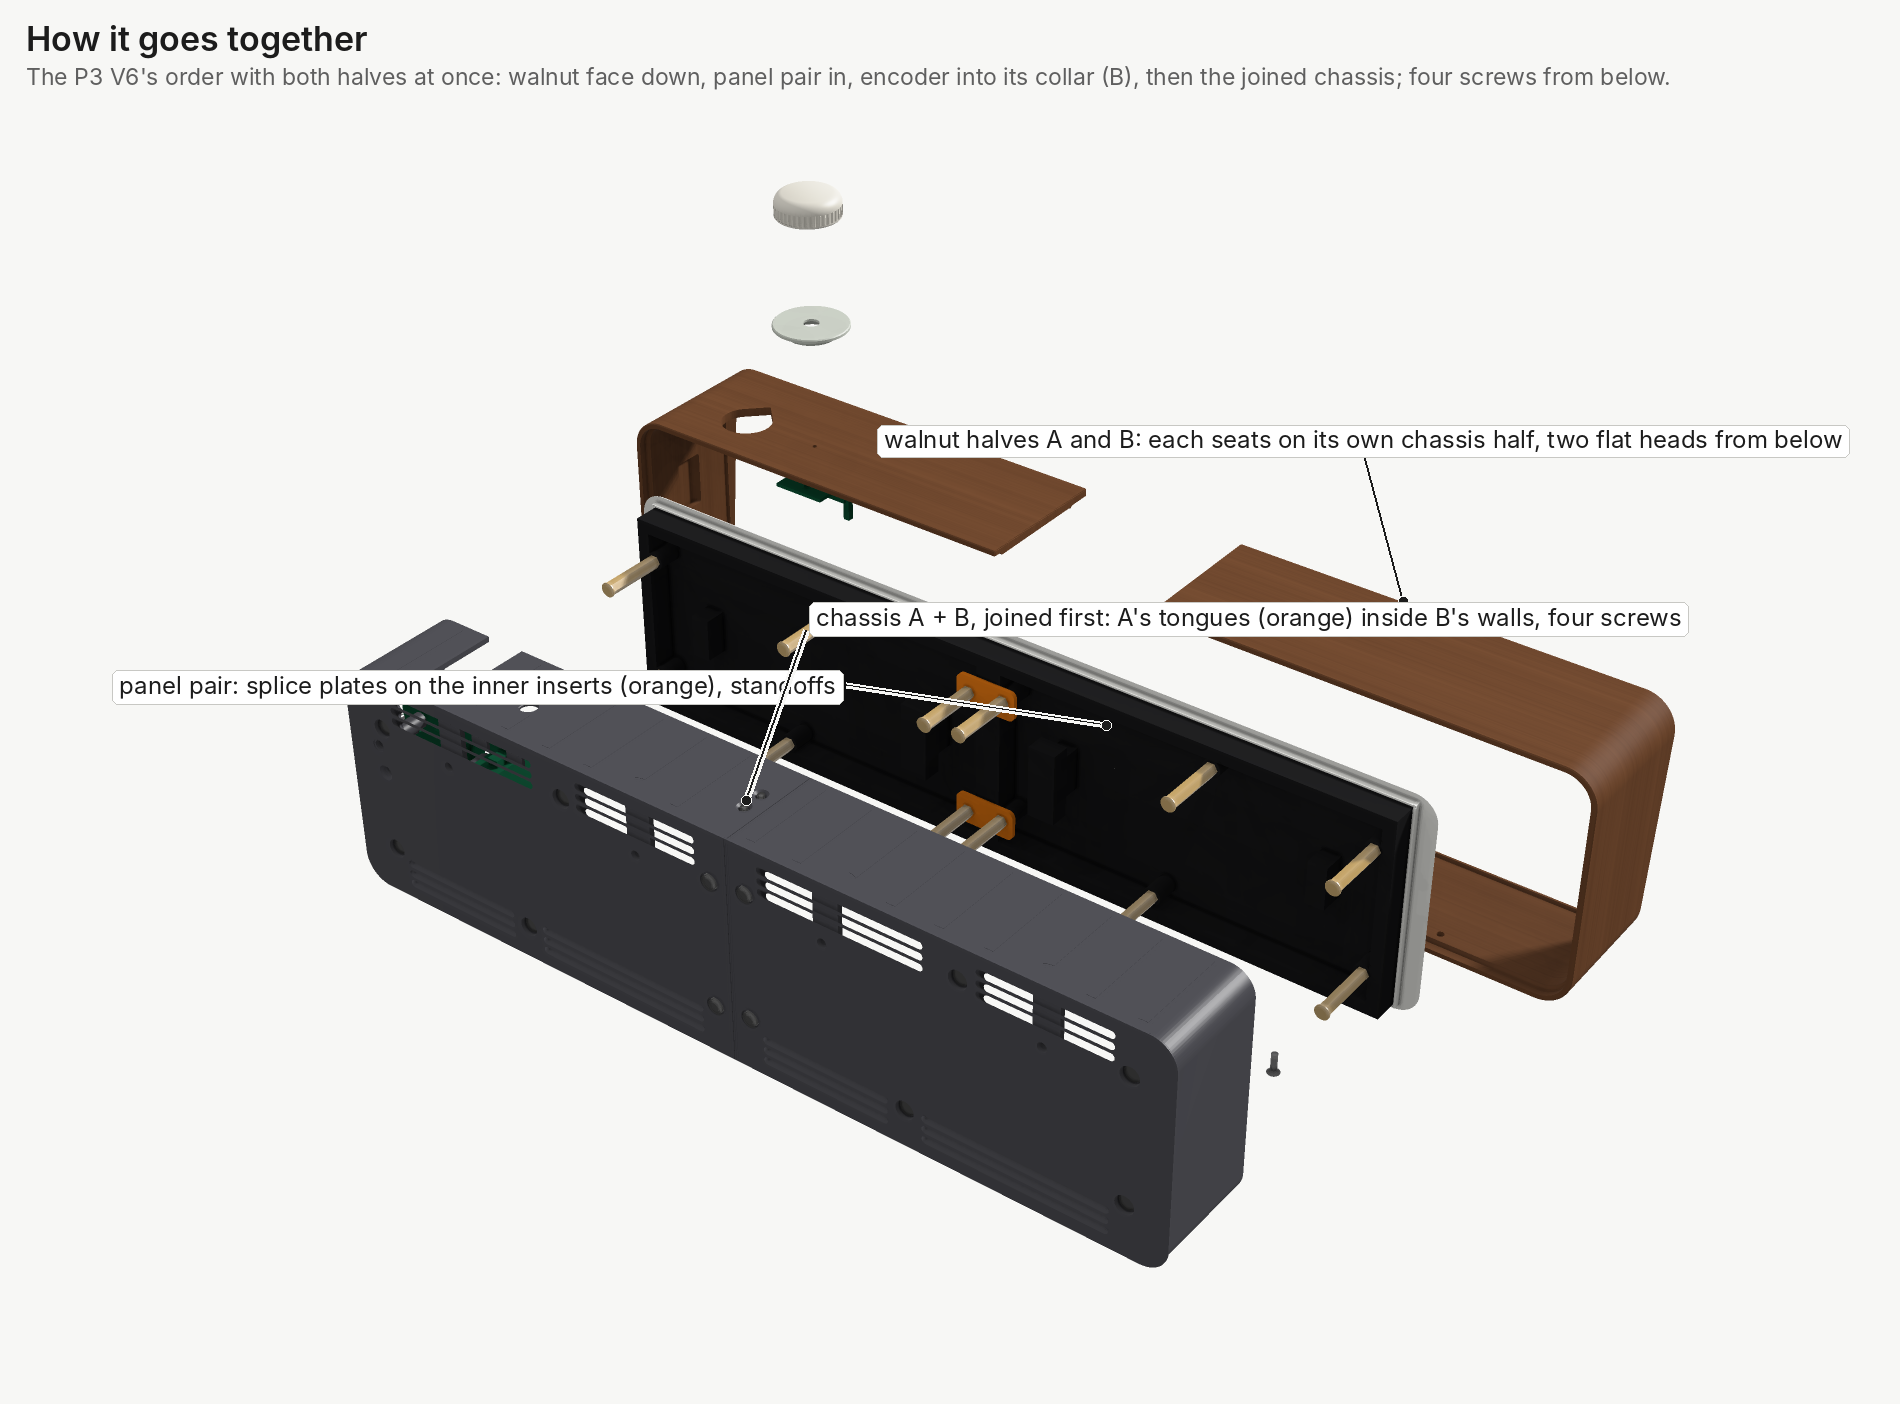 How it goes together
The P3 V6's order with both halves at once: walnut face down, panel pair in, encoder into its collar (B), then the joined chassis; four screws from below.
walnut halves A and B: each seats on its own chassis half, two flat heads from below
chassis A + B, joined first: A's tongues (orange) inside B's walls, four screws
panel pair: splice plates on the inner inserts (orange), standoffs